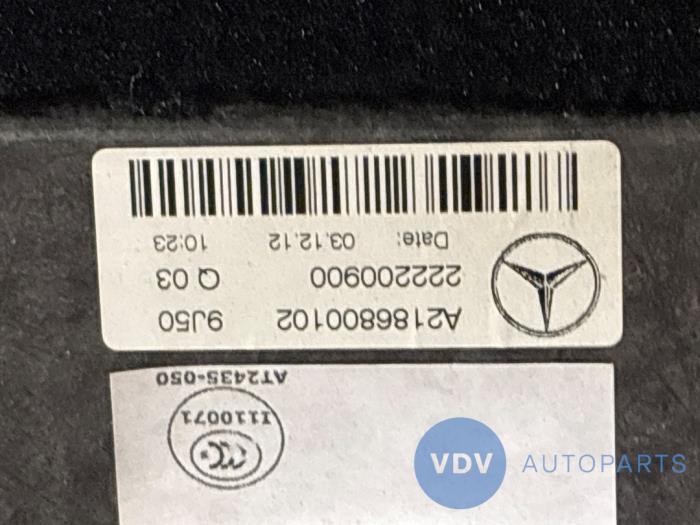 I110071
AT2435-050
A2186800102 9J50
222200900 Q 03
Date: 03.12.12 10:23
VDV AUTOPARTS